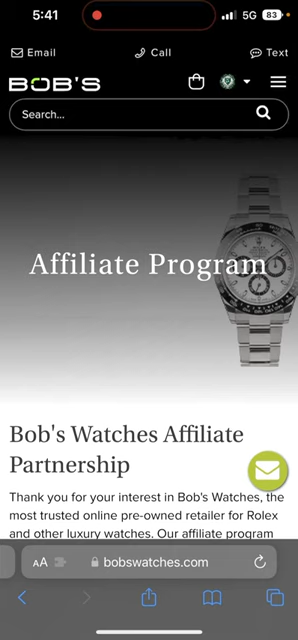 5:41
5G 83
Email Call Text
BOB'S
Search...
Affiliate Program
Bob's Watches Affiliate
Partnership
Thank you for your interest in Bob's Watches, the
most trusted online pre-owned retailer for Rolex
and other luxury watches. Our affiliate program
AA bobswatches.com